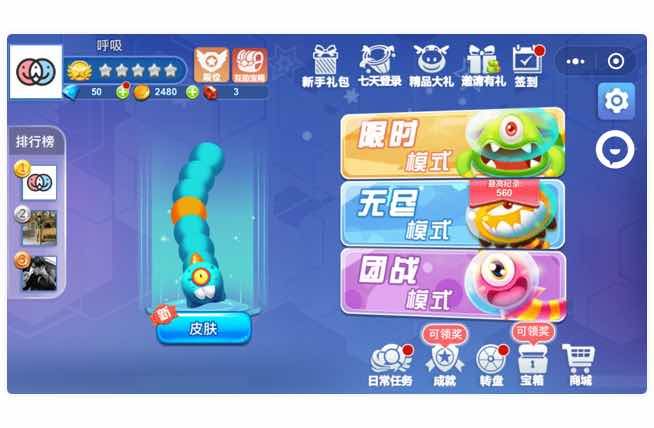 呼吸
段位
50
2480
3
新手礼包
七天登录
精品大礼
邀请有礼
签到
排行榜
1
2
3
限时
模式
最高纪录:
560
无尽
模式
团战
模式
新
皮肤
可领奖
可领奖
1
日常任务
成就
转盘
宝箱
商城